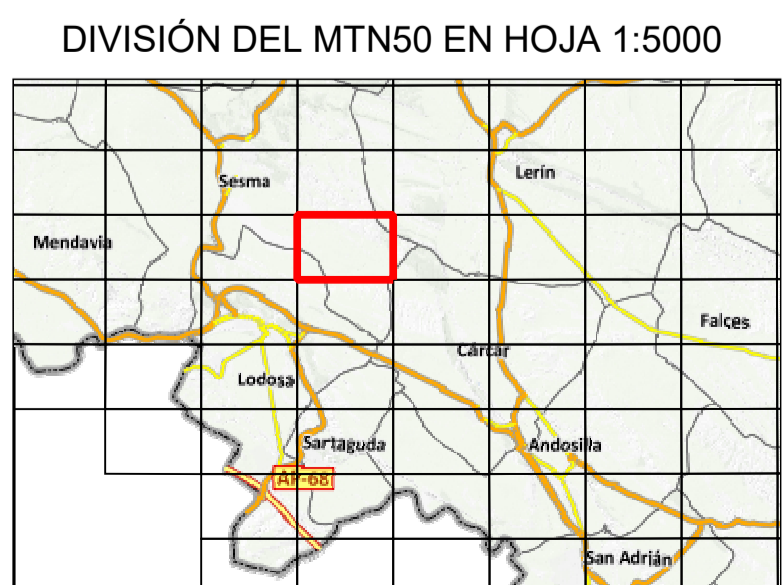 DIVISIÓN DEL MTN50 EN HOJA 1:5000
Lerín
Sesma
Mendavia
Falces
Cárcar
Lodosa
Sartaguda
Andosilla
AP-68
San Adrián